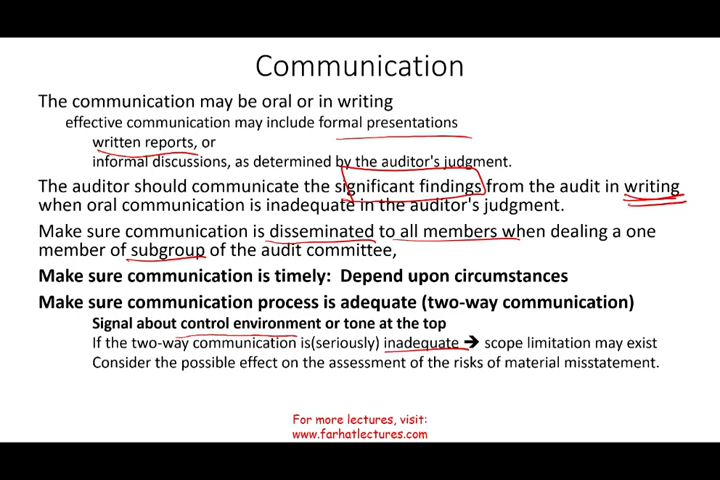 Communication
The communication may be oral or in writing
effective communication may include formal presentations
written reports, or
informal discussions, as determined by the auditor's judgment.
The auditor should communicate the significant findings from the audit in writing
when oral communication is inadequate in the auditor's judgment.
Make sure communication is disseminated to all members when dealing a one
member of subgroup of the audit committee,
Make sure communication is timely: Depend upon circumstances
Make sure communication process is adequate (two-way communication)
Signal about control environment or tone at the top
If the two-way communication is(seriously) inadequate ➔ scope limitation may exist
Consider the possible effect on the assessment of the risks of material misstatement.
For more lectures, visit:
www.farhatlectures.com